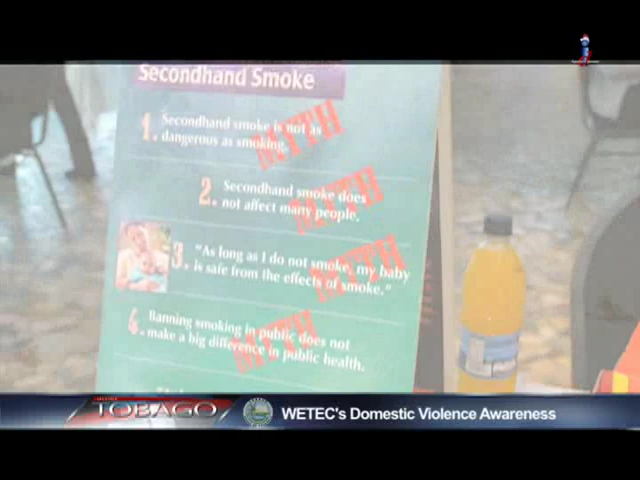 Secondhand Smoke
1. Secondhand smoke is not as
dangerous as smoking.
MYTH
2. Secondhand smoke does
not affect many people.
MYTH
3. "As long as I do not smoke, my baby
is safe from the effects of smoke."
MYTH
4. Banning smoking in public does not
make a big difference in public health.
MYTH
TOBAGO
WETEC's Domestic Violence Awareness